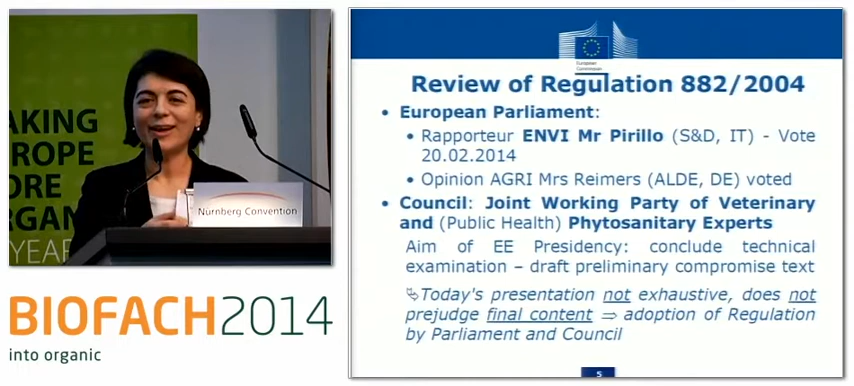 AKING
ROPE
ORE
RGAN
YEAR
Nürnberg Convention
BIOFACH2014
into organic
European
Commission
Review of Regulation 882/2004
• European Parliament:
• Rapporteur ENVI Mr Pirillo (S&D, IT) - Vote
20.02.2014
• Opinion AGRI Mrs Reimers (ALDE, DE) voted
• Council: Joint Working Party of Veterinary
and (Public Health) Phytosanitary Experts
Aim of EE Presidency: conclude technical
examination – draft preliminary compromise text
Today's presentation not exhaustive, does not
prejudge final content ⇒ adoption of Regulation
by Parliament and Council
5